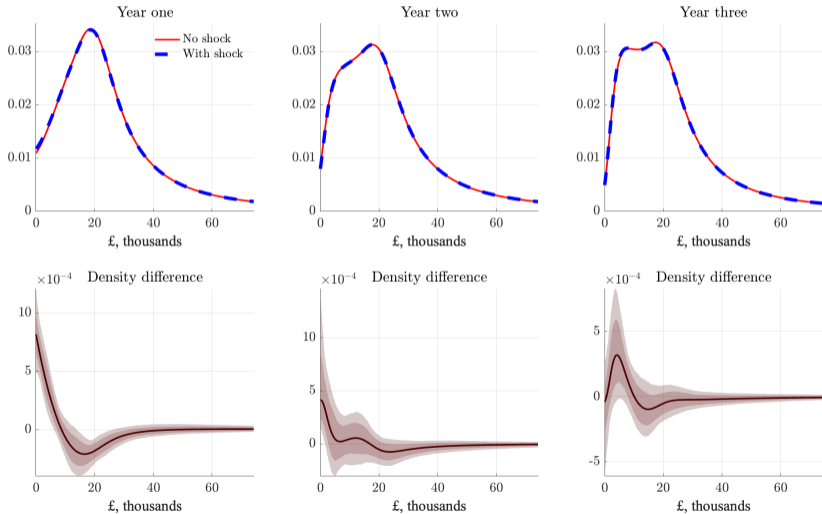 Year one
Year two
Year three
No shock
With shock
0.03
0.02
0.01
0
0 20 40 60
£, thousands
0.03
0.02
0.01
0
0 20 40 60
£, thousands
0.03
0.02
0.01
0
0 20 40 60
£, thousands
×10⁻⁴ Density difference
10
5
0
0 20 40 60
£, thousands
×10⁻⁴ Density difference
10
5
0
0 20 40 60
£, thousands
×10⁻⁴ Density difference
5
0
-5
0 20 40 60
£, thousands